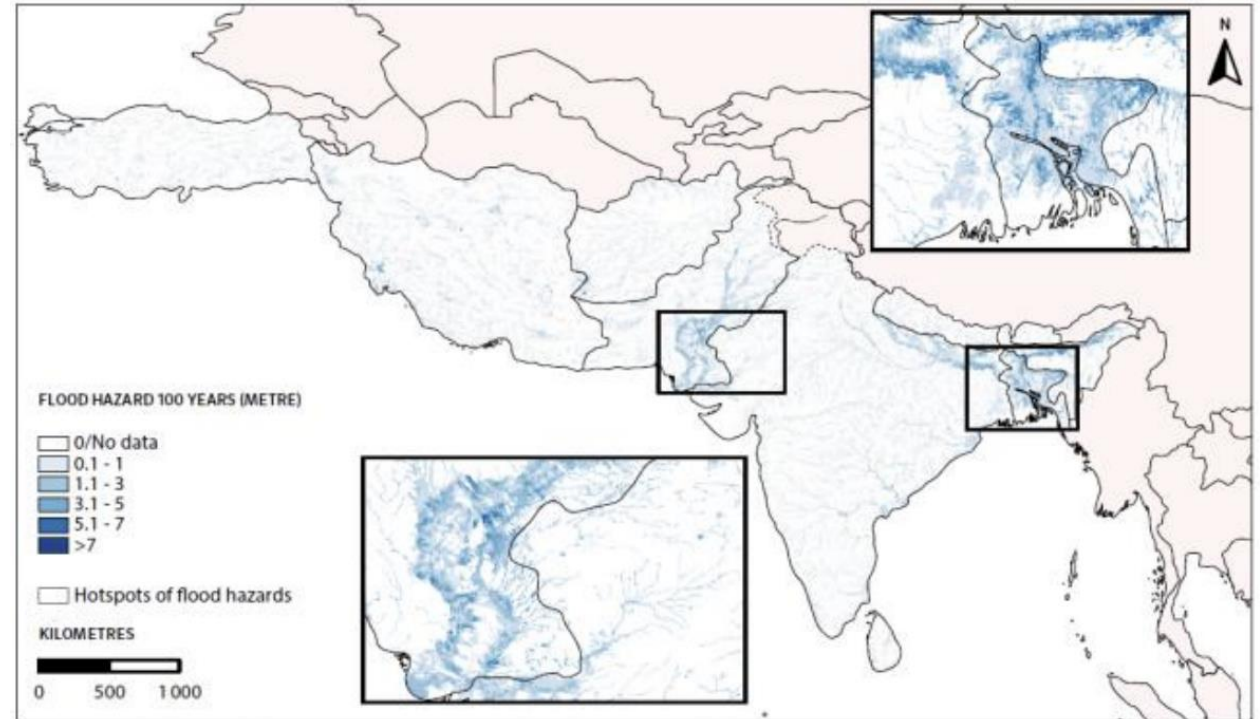 N
FLOOD HAZARD 100 YEARS (METRE)
0/No data
0.1 - 1
1.1 - 3
3.1 - 5
5.1 - 7
>7
Hotspots of flood hazards
KILOMETRES
0 500 1 000